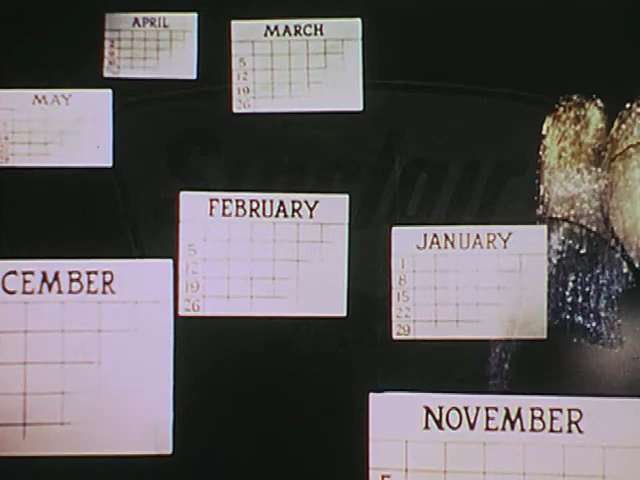 APRIL
MARCH
5
12
19
26
MAY
Sinclair
FEBRUARY
5
12
19
26
JANUARY
1
8
15
22
29
CEMBER
NOVEMBER